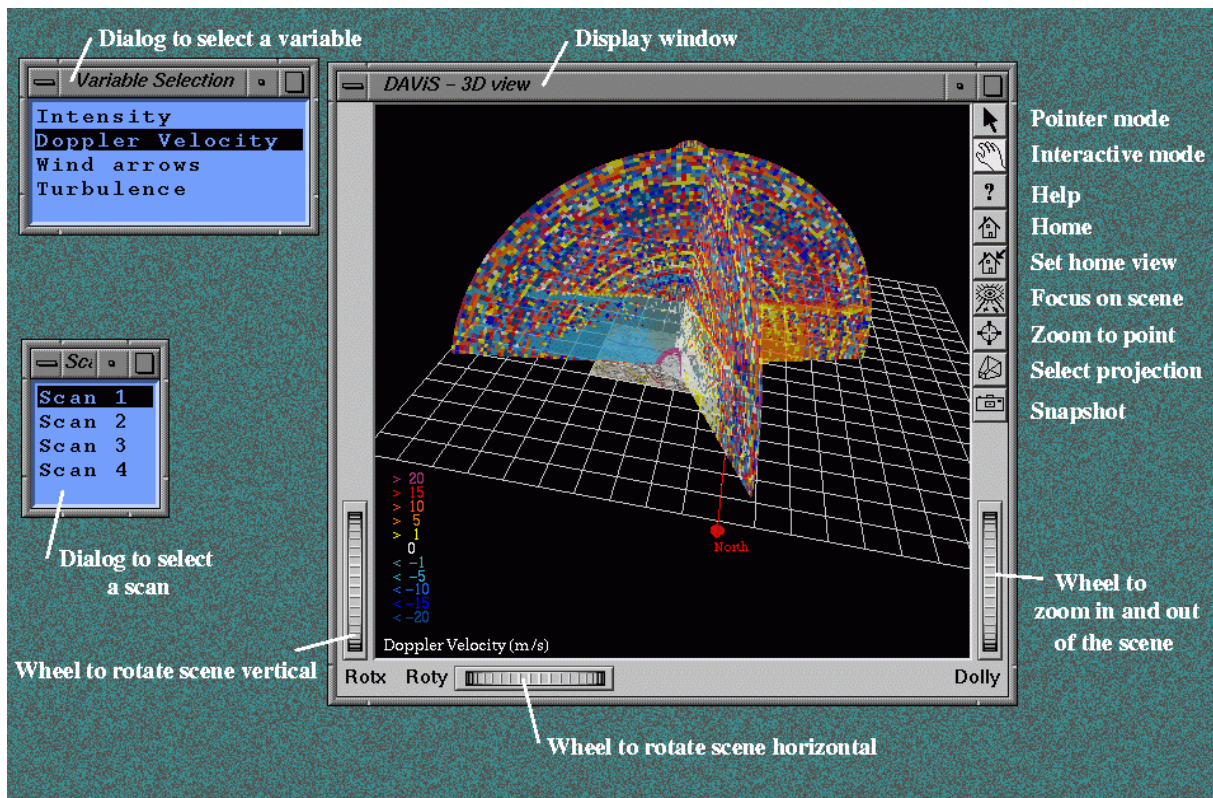 Dialog to select a variable
Display window
Variable Selection
Intensity
Doppler Velocity
Wind arrows
Turbulence
DAViS – 3D view
Pointer mode
Interactive mode
?
Help
Home
Set home view
Focus on scene
Zoom to point
Select projection
Snapshot
Sca
Scan 1
Scan 2
Scan 3
Scan 4
Dialog to select
a scan
> 20
> 15
> 10
> 5
> 1
0
< -1
< -5
< -10
< -15
< -20
North
Doppler Velocity (m/s)
Wheel to
zoom in and out
of the scene
Wheel to rotate scene vertical
Rotx
Roty
Dolly
Wheel to rotate scene horizontal